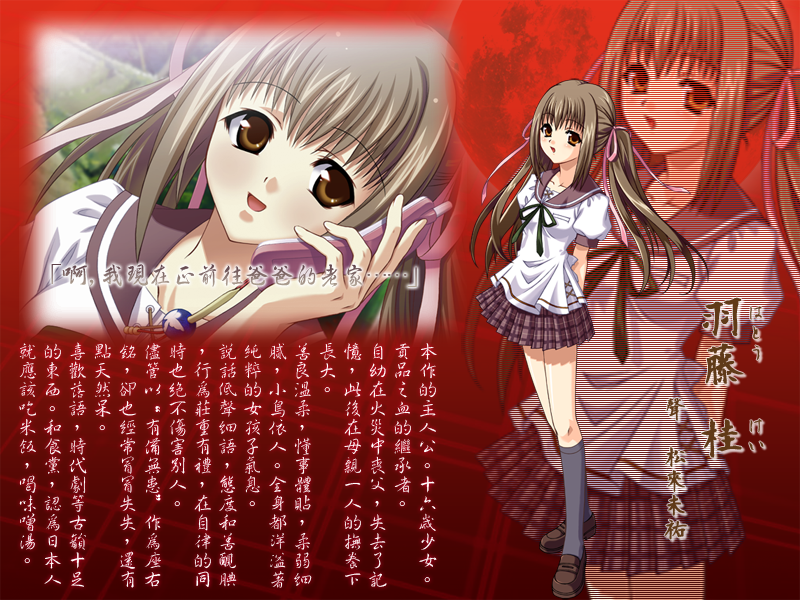 「啊，我現在正前往爸爸的老家……」
羽藤 桂
はとう けい
聲 松來未祐
本作的主人公。十六歲少女。
貢品之血的繼承者。
自幼在火災中喪父，失去了記
憶，此後在母親一人的撫養下
長大。
善良溫柔，懂事體貼，柔弱細
膩，小鳥依人。全身都洋溢著
純粹的女孩子氣息。
說話低聲細語，態度和善靦腆
，行為莊重有禮，在自律的同
時也絕不傷害別人。
儘管以〝有備無患〞作為座右
銘，卻也經常冒冒失失，還有
點天然呆。
喜歡落語，時代劇等古韻十足
的東西。和食黨，認為日本人
就應該吃米飯，喝味噌湯。